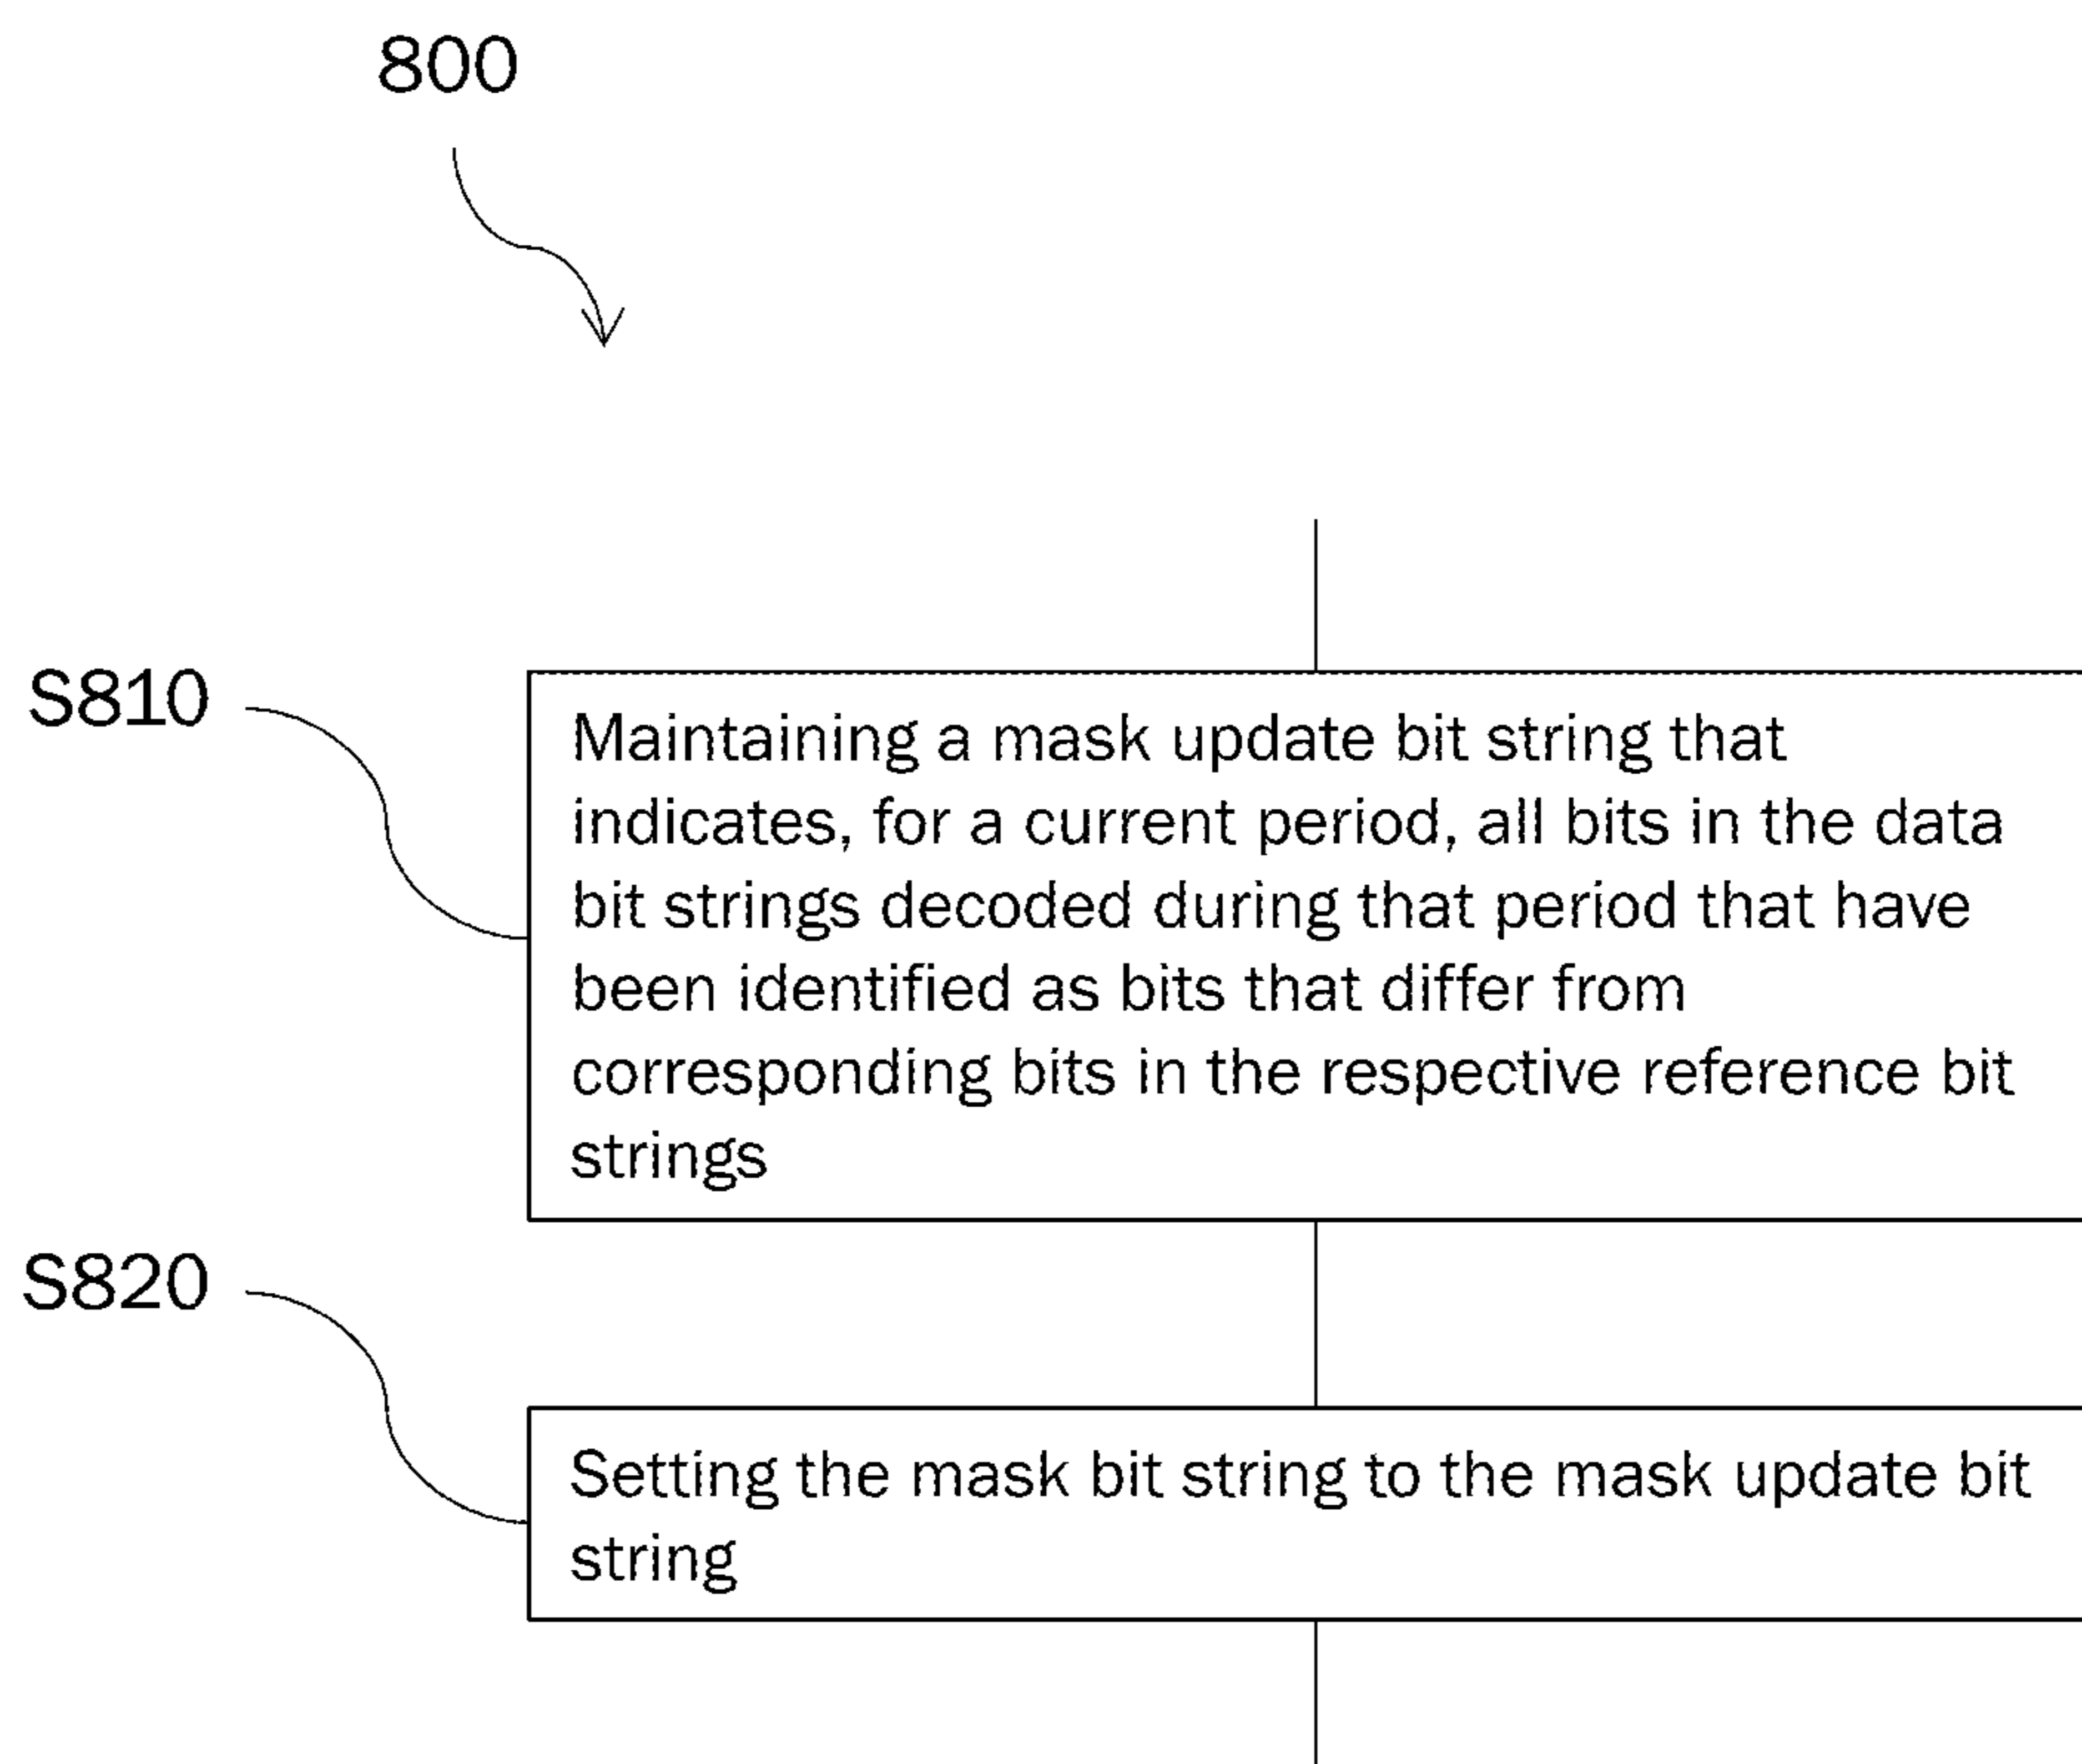 800
S810
Maintaining a mask update bit string that
indicates, for a current period, all bits in the data
bit strings decoded during that period that have
been identified as bits that differ from
corresponding bits in the respective reference bit
strings
S820
Setting the mask bit string to the mask update bit
string